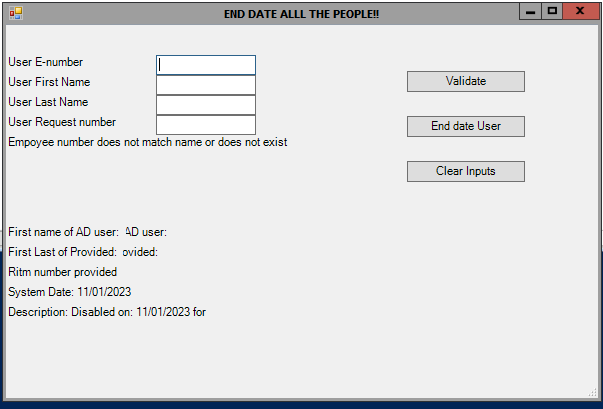 END DATE ALLL THE PEOPLE!!
User E-number
User First Name
User Last Name
User Request number
Empoyee number does not match name or does not exist
Validate
End date User
Clear Inputs
First name of AD user: AD user:
First Last of Provided: ovided:
Ritm number provided
System Date: 11/01/2023
Description: Disabled on: 11/01/2023 for